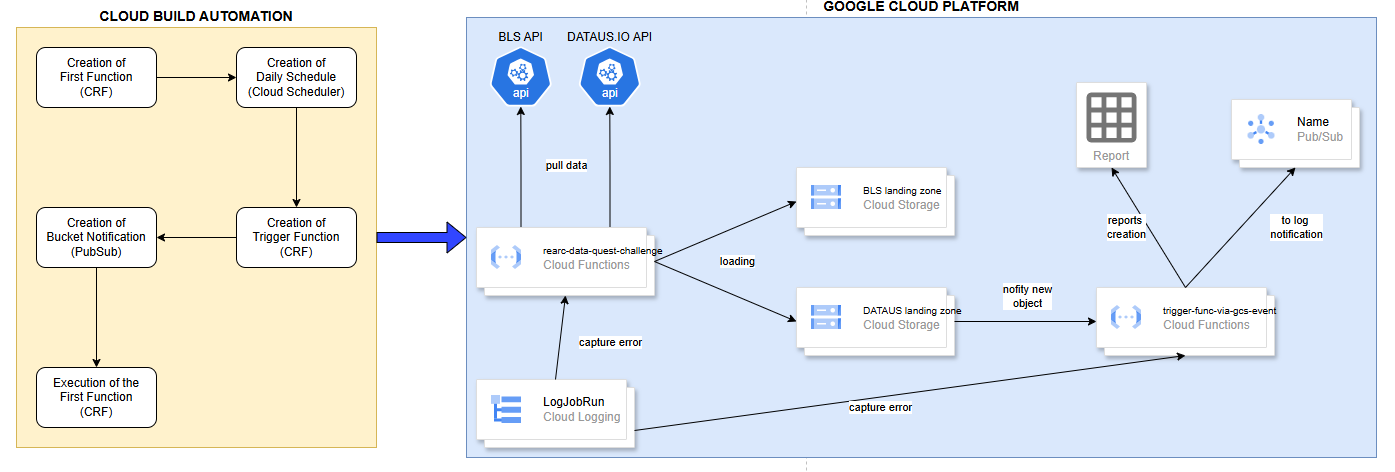 CLOUD BUILD AUTOMATION
Creation of
First Function
(CRF)
Creation of
Daily Schedule
(Cloud Scheduler)
Creation of
Bucket Notification
(PubSub)
Creation of
Trigger Function
(CRF)
Execution of the
First Function
(CRF)
GOOGLE CLOUD PLATFORM
BLS API
DATAUS.IO API
api
api
pull data
rearo-data-quest-challenge
Cloud Functions
capture error
LogJobRun
Cloud Logging
loading
BLS landing zone
Cloud Storage
DATAUS landing zone
Cloud Storage
nofity new
object
Report
Name
Pub/Sub
reports
creation
to log
notification
trigger-func-via-gcs-event
Cloud Functions
capture error